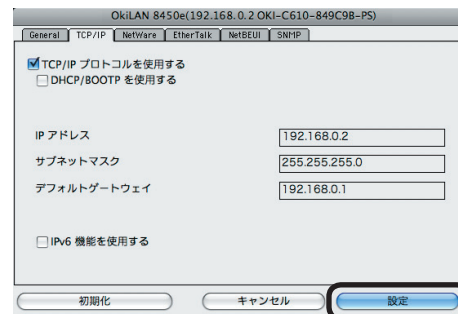 OkiLAN 8450e(192.168.0.2 OKI-C610-849C9B-PS)
General TCP/IP NetWare EtherTalk NetBEUI SNMP
TCP/IP プロトコルを使用する
DHCP/BOOTP を使用する
IP アドレス 192.168.0.2
サブネットマスク 255.255.255.0
デフォルトゲートウェイ 192.168.0.1
IPv6 機能を使用する
初期化 キャンセル 設定